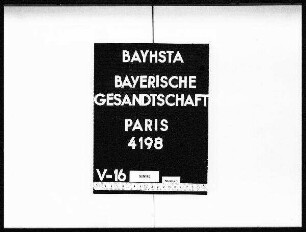 BAYHSTA
BAYERISCHE
GESANDTSCHAFT
PARIS
4198
V-16